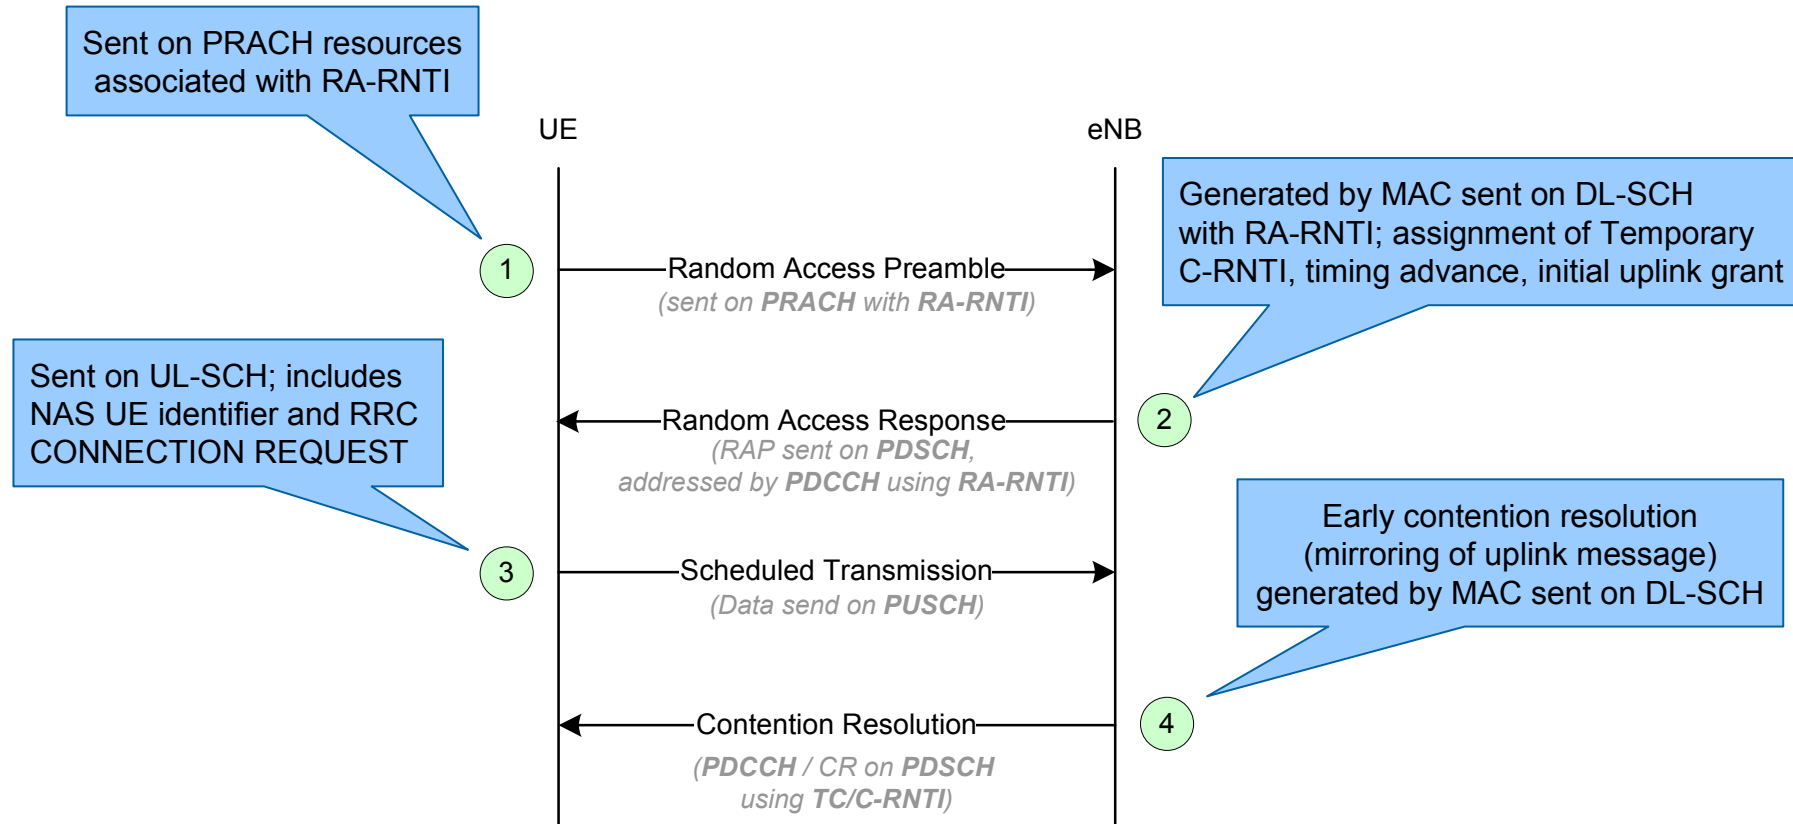 Sent on PRACH resources
associated with RA-RNTI
UE
eNB
Generated by MAC sent on DL-SCH
with RA-RNTI; assignment of Temporary
C-RNTI, timing advance, initial uplink grant
1
Random Access Preamble
(sent on PRACH with RA-RNTI)
Sent on UL-SCH; includes
NAS UE identifier and RRC
CONNECTION REQUEST
Random Access Response
(RAP sent on PDSCH,
addressed by PDCCH using RA-RNTI)
2
Early contention resolution
(mirroring of uplink message)
generated by MAC sent on DL-SCH
3
Scheduled Transmission
(Data send on PUSCH)
Contention Resolution
(PDCCH / CR on PDSCH
using TC/C-RNTI)
4